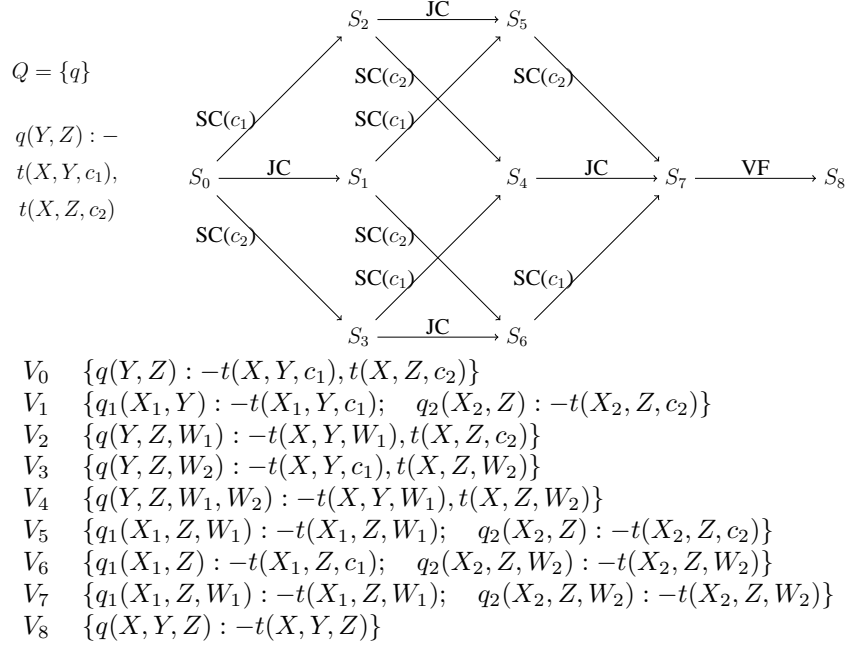 S₂ JC S₅
Q = {q}
SC(c₂) SC(c₂)
SC(c₁) SC(c₁)
q(Y, Z) : −
t(X, Y, c₁),
S₀ JC S₁ S₄ JC S₇ VF S₈
t(X, Z, c₂)
SC(c₂) SC(c₂)
SC(c₁) SC(c₁)
S₃ JC S₆
V₀ {q(Y, Z) : −t(X, Y, c₁), t(X, Z, c₂)}
V₁ {q₁(X₁, Y) : −t(X₁, Y, c₁); q₂(X₂, Z) : −t(X₂, Z, c₂)}
V₂ {q(Y, Z, W₁) : −t(X, Y, W₁), t(X, Z, c₂)}
V₃ {q(Y, Z, W₂) : −t(X, Y, c₁), t(X, Z, W₂)}
V₄ {q(Y, Z, W₁, W₂) : −t(X, Y, W₁), t(X, Z, W₂)}
V₅ {q₁(X₁, Z, W₁) : −t(X₁, Z, W₁); q₂(X₂, Z) : −t(X₂, Z, c₂)}
V₆ {q₁(X₁, Z) : −t(X₁, Z, c₁); q₂(X₂, Z, W₂) : −t(X₂, Z, W₂)}
V₇ {q₁(X₁, Z, W₁) : −t(X₁, Z, W₁); q₂(X₂, Z, W₂) : −t(X₂, Z, W₂)}
V₈ {q(X, Y, Z) : −t(X, Y, Z)}